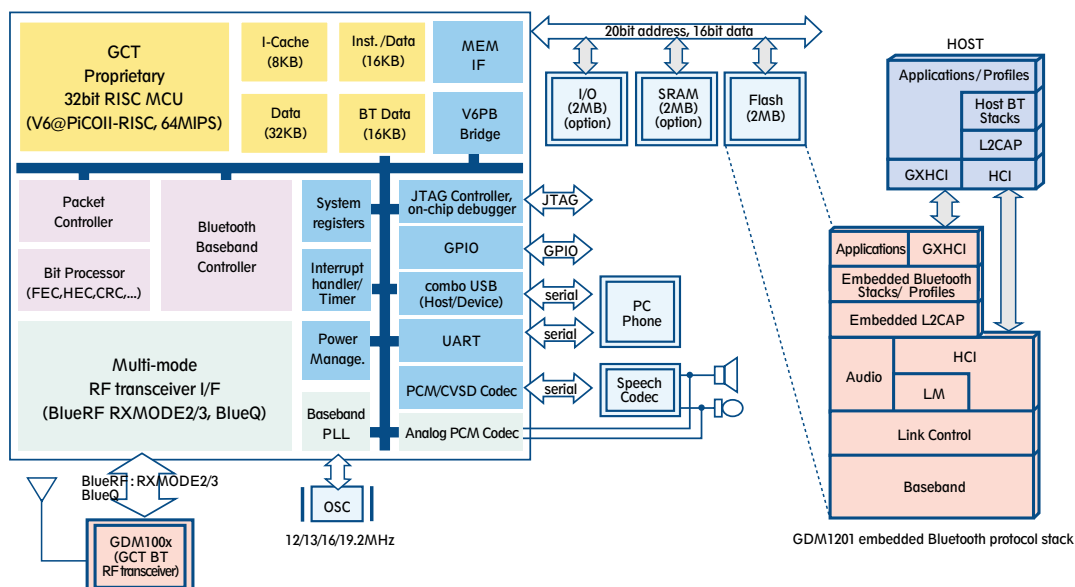 GCT
Proprietary
32bit RISC MCU
(V6@PiCOII-RISC, 64MIPS)
I-Cache
(8KB)
Inst./Data
(16KB)
MEM
IF
Data
(32KB)
BT Data
(16KB)
V6PB
Bridge
20bit address, 16bit data
I/O
(2MB)
(option)
SRAM
(2MB)
(option)
Flash
(2MB)
Packet
Controller
Bluetooth
Baseband
Controller
Bit Processor
(FEC,HEC,CRC,...)
System
registers
JTAG Controller,
on-chip debugger
JTAG
GPIO
GPIO
Interrupt
handler/
Timer
combo USB
(Host/Device)
serial
PC
Phone
Power
Manage.
UART
serial
Multi-mode
RF transceiver I/F
(BlueRF RXMODE2/3, BlueQ)
PCM/CVSD Codec
serial
Speech
Codec
Baseband
PLL
Analog PCM Codec
BlueRF : RXMODE2/3
BlueQ
GDM100x
(GCT BT
RF transceiver)
OSC
12/13/16/19.2MHz
HOST
Applications/Profiles
Host BT
Stacks
L2CAP
GXHCI
HCI
Applications
GXHCI
Embedded Bluetooth
Stacks/ Profiles
Embedded L2CAP
Audio
HCI
LM
Link Control
Baseband
GDM1201 embedded Bluetooth protocol stack